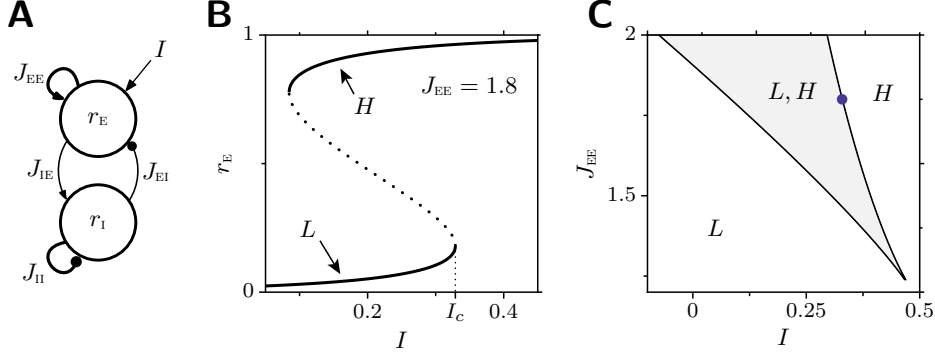 A
I
J_EE
r_E
J_IE
J_EI
r_I
J_II
B
1
r_E
0
H
J_EE = 1.8
L
0.2
I_c
0.4
I
C
2
J_EE
1.5
L, H
H
L
0
0.25
0.5
I